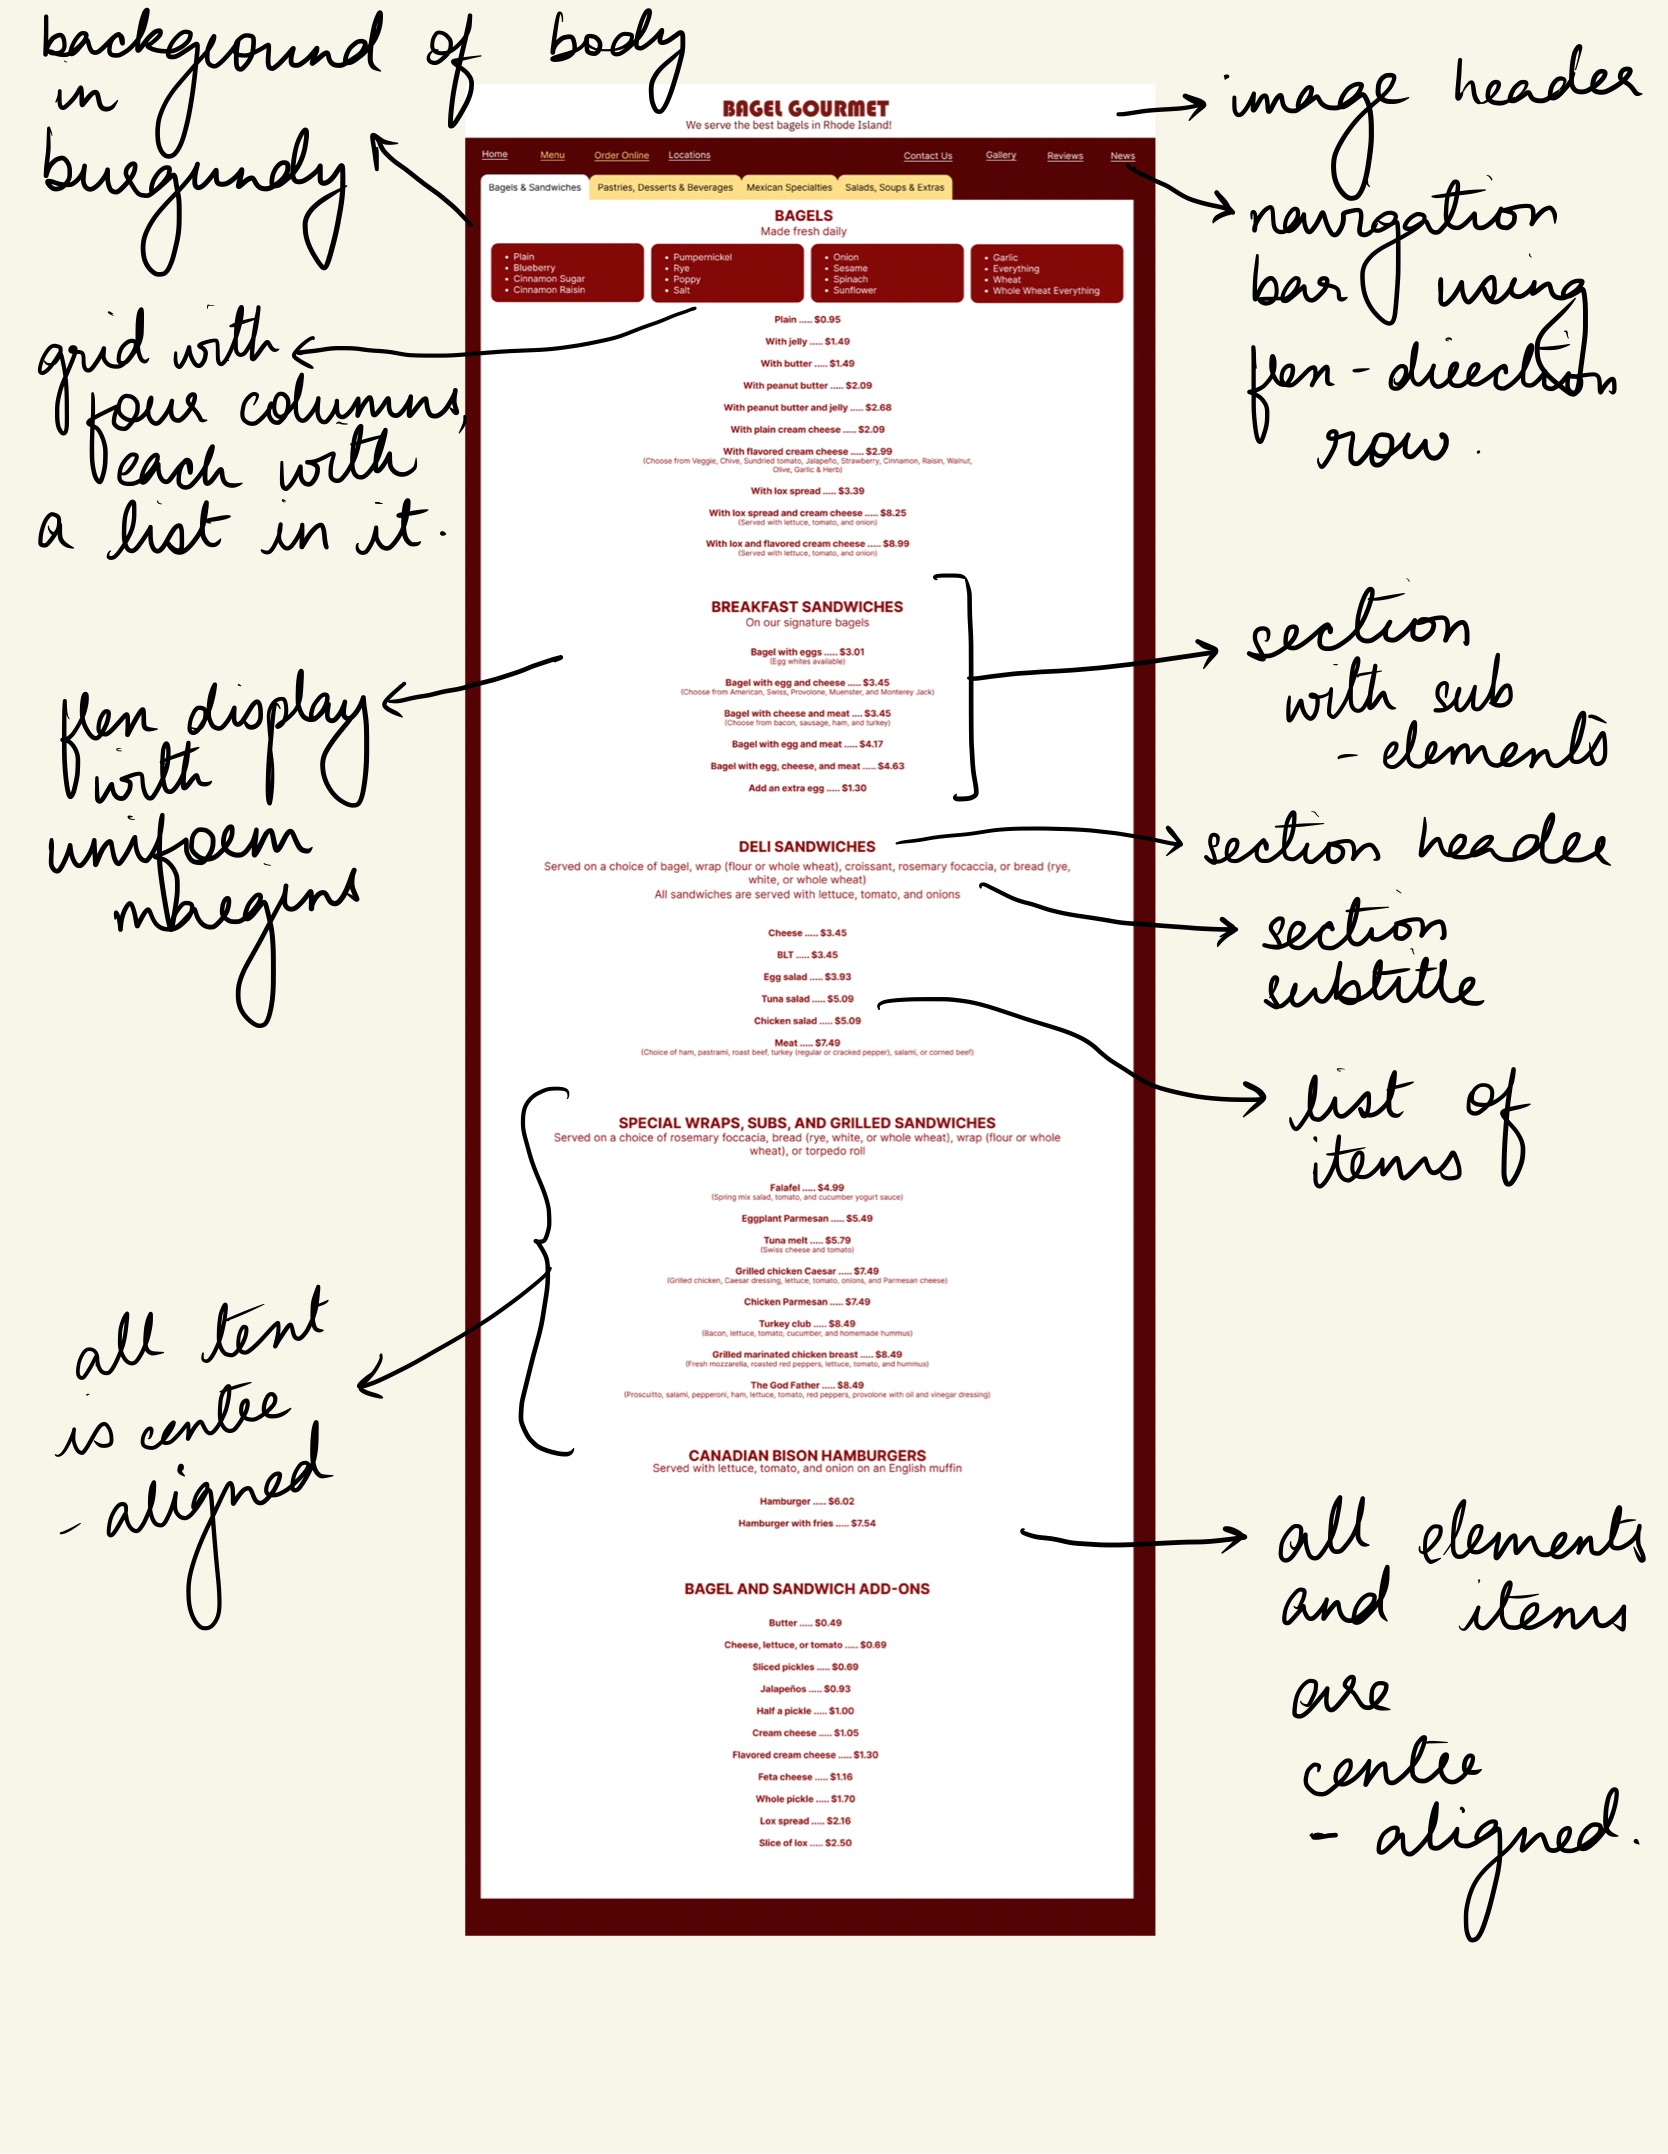 background of body
in
burgundy
image header
BAGEL GOURMET
We serve the best bagels in Rhode Island!
Home Menu Order Online Locations Contact Us Gallery Reviews News
navigation
bar using
flex-direction
row.
Bagels & Sandwiches Pastries, Desserts & Beverages Mexican Specialties Salads, Soups & Extras
BAGELS
Made fresh daily
• Plain
• Blueberry
• Cinnamon Sugar
• Cinnamon Raisin
• Pumpernickel
• Rye
• Poppy
• Salt
• Onion
• Sesame
• Spinach
• Sunflower
• Garlic
• Everything
• Wheat
• Whole Wheat Everything
grid with
four columns,
each with
a list in it.
Plain ..... $0.95
With jelly ..... $1.49
With butter ..... $1.49
With peanut butter ..... $2.09
With peanut butter and jelly ..... $2.68
With plain cream cheese ..... $2.09
With flavored cream cheese ..... $2.99
(Choose from Veggie, Chive, Sundried tomato, Jalapeño, Strawberry, Cinnamon, Raisin, Walnut,
Olive, Garlic & Herb)
With lox spread ..... $3.39
With lox spread and cream cheese ..... $8.25
(Served with lettuce, tomato, and onion)
With lox and flavored cream cheese ..... $8.99
(Served with lettuce, tomato, and onion)
BREAKFAST SANDWICHES
On our signature bagels
Bagel with eggs ..... $3.01
(Egg whites available)
Bagel with egg and cheese ..... $3.45
(Choose from American, Swiss, Provolone, Muenster, and Monterey Jack)
Bagel with cheese and meat .... $3.45
(Choose from bacon, sausage, ham, and turkey)
Bagel with egg and meat ..... $4.17
Bagel with egg, cheese, and meat ..... $4.63
Add an extra egg ..... $1.30
section
with sub
- elements
flex display
with
uniform
margins
DELI SANDWICHES
section header
Served on a choice of bagel, wrap (flour or whole wheat), croissant, rosemary focaccia, or bread (rye,
white, or whole wheat)
All sandwiches are served with lettuce, tomato, and onions
section
subtitle
Cheese ..... $3.45
BLT ..... $3.45
Egg salad ..... $3.93
Tuna salad ..... $5.09
Chicken salad ..... $5.09
Meat ..... $7.49
(Choice of ham, pastrami, roast beef, turkey (regular or cracked pepper), salami, or corned beef)
list of
items
SPECIAL WRAPS, SUBS, AND GRILLED SANDWICHES
Served on a choice of rosemary foccacia, bread (rye, white, or whole wheat), wrap (flour or whole
wheat), or torpedo roll
Falafel ..... $4.99
(Spring mix salad, tomato, and cucumber yogurt sauce)
Eggplant Parmesan ..... $5.49
Tuna melt ..... $5.79
(Swiss cheese and tomato)
Grilled chicken Caesar ..... $7.49
(Grilled chicken, Caesar dressing, lettuce, tomato, onions, and Parmesan cheese)
Chicken Parmesan ..... $7.49
Turkey club ..... $8.49
(Bacon, lettuce, tomato, cucumber, and homemade hummus)
Grilled marinated chicken breast ..... $8.49
(Fresh mozzarella, roasted red peppers, lettuce, tomato, and hummus)
The God Father ..... $8.49
(Proscuitto, salami, pepperoni, ham, lettuce, tomato, red peppers, provolone with oil and vinegar dressing)
all text
is centre
- aligned
CANADIAN BISON HAMBURGERS
Served with lettuce, tomato, and onion on an English muffin
Hamburger ..... $6.02
Hamburger with fries ..... $7.54
all elements
and items
are
centre
- aligned.
BAGEL AND SANDWICH ADD-ONS
Butter ..... $0.49
Cheese, lettuce, or tomato ..... $0.69
Sliced pickles ..... $0.69
Jalapeños ..... $0.93
Half a pickle ..... $1.00
Cream cheese ..... $1.05
Flavored cream cheese ..... $1.30
Feta cheese ..... $1.16
Whole pickle ..... $1.70
Lox spread ..... $2.16
Slice of lox ..... $2.50